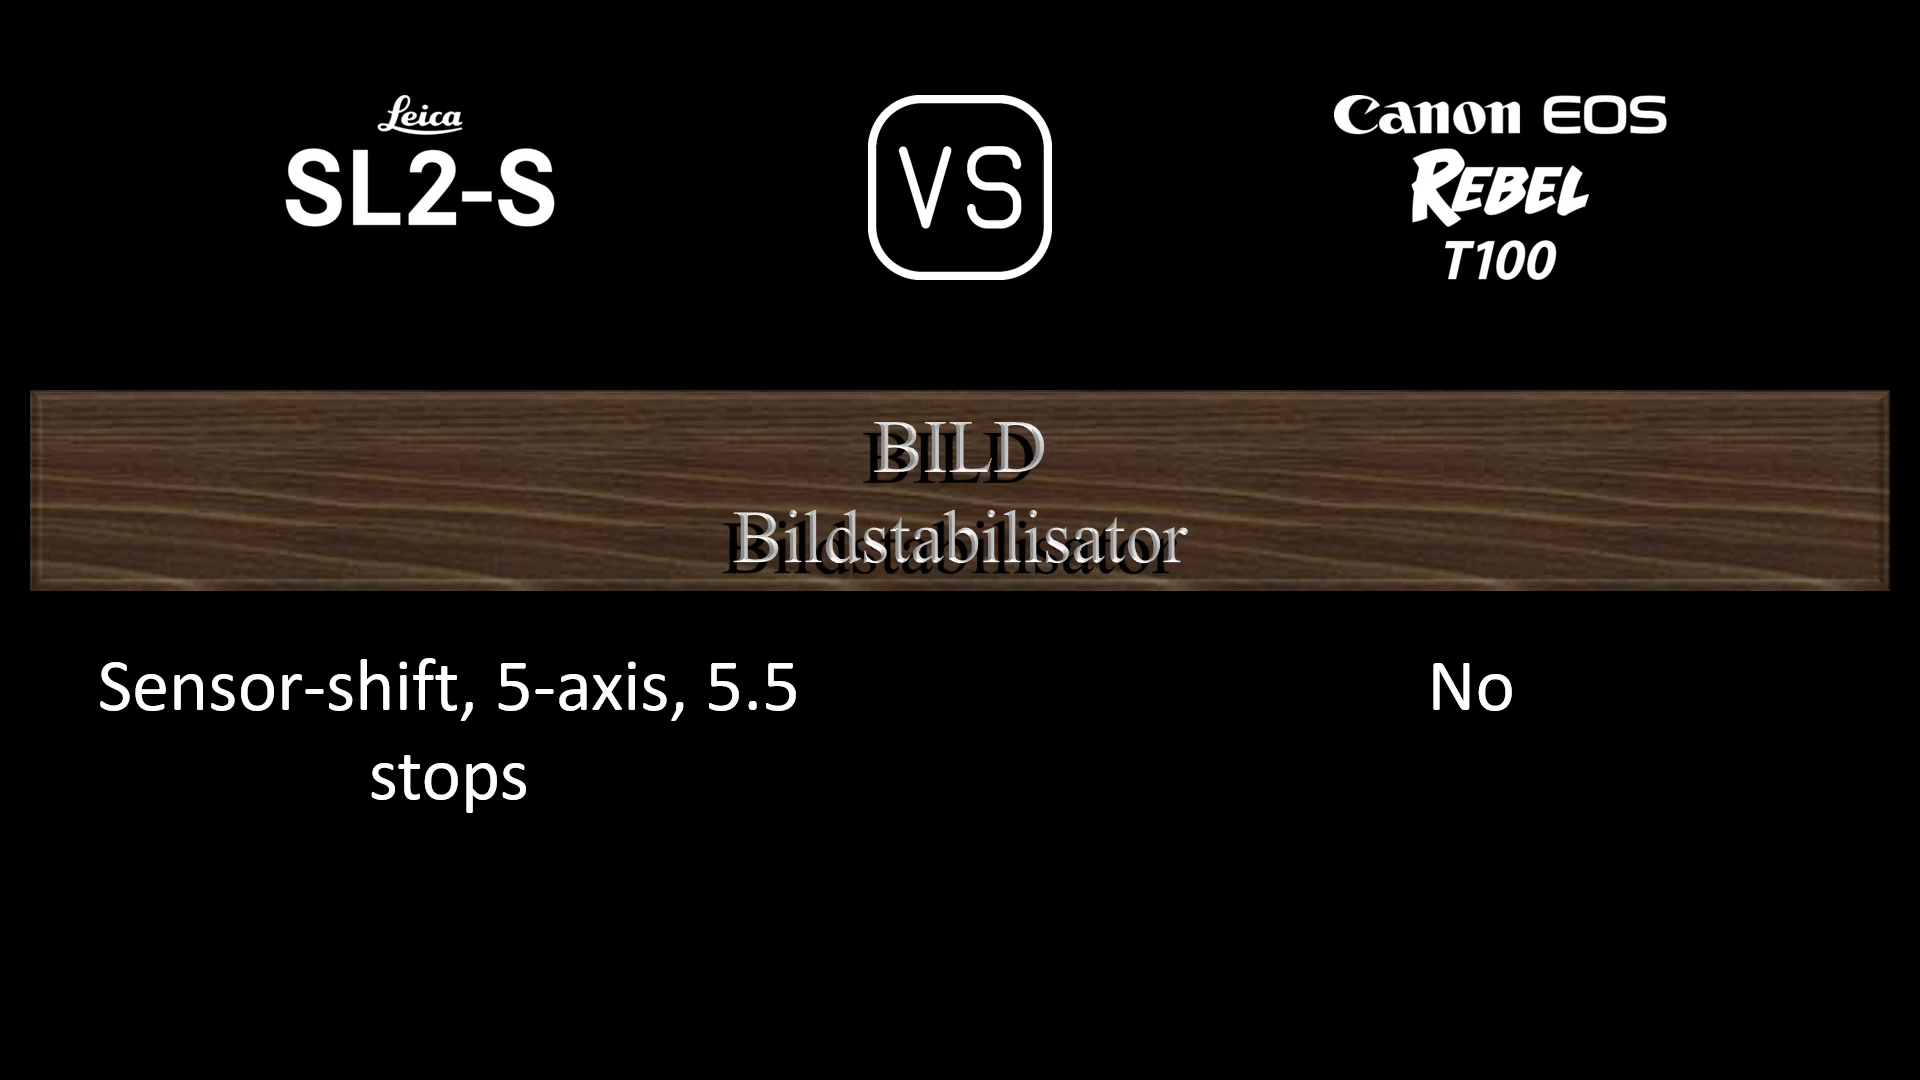 Leica
SL2-S
VS
Canon EOS
REBEL
T100
BILD
Bildstabilisator
Sensor-shift, 5-axis, 5.5
stops
No